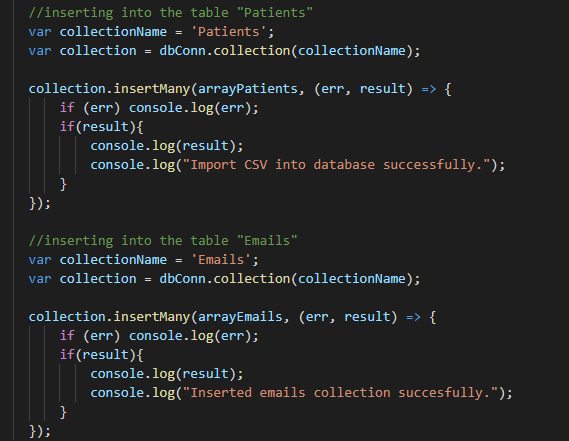 //inserting into the table "Patients"
var collectionName = 'Patients';
var collection = dbConn.collection(collectionName);
collection.insertMany(arrayPatients, (err, result) => {
if (err) console.log(err);
if(result){
console.log(result);
console.log("Import CSV into database successfully.");
}
});
//inserting into the table "Emails"
var collectionName = 'Emails';
var collection = dbConn.collection(collectionName);
collection.insertMany(arrayEmails, (err, result) => {
if (err) console.log(err);
if(result){
console.log(result);
console.log("Inserted emails collection succesfully.");
}
});